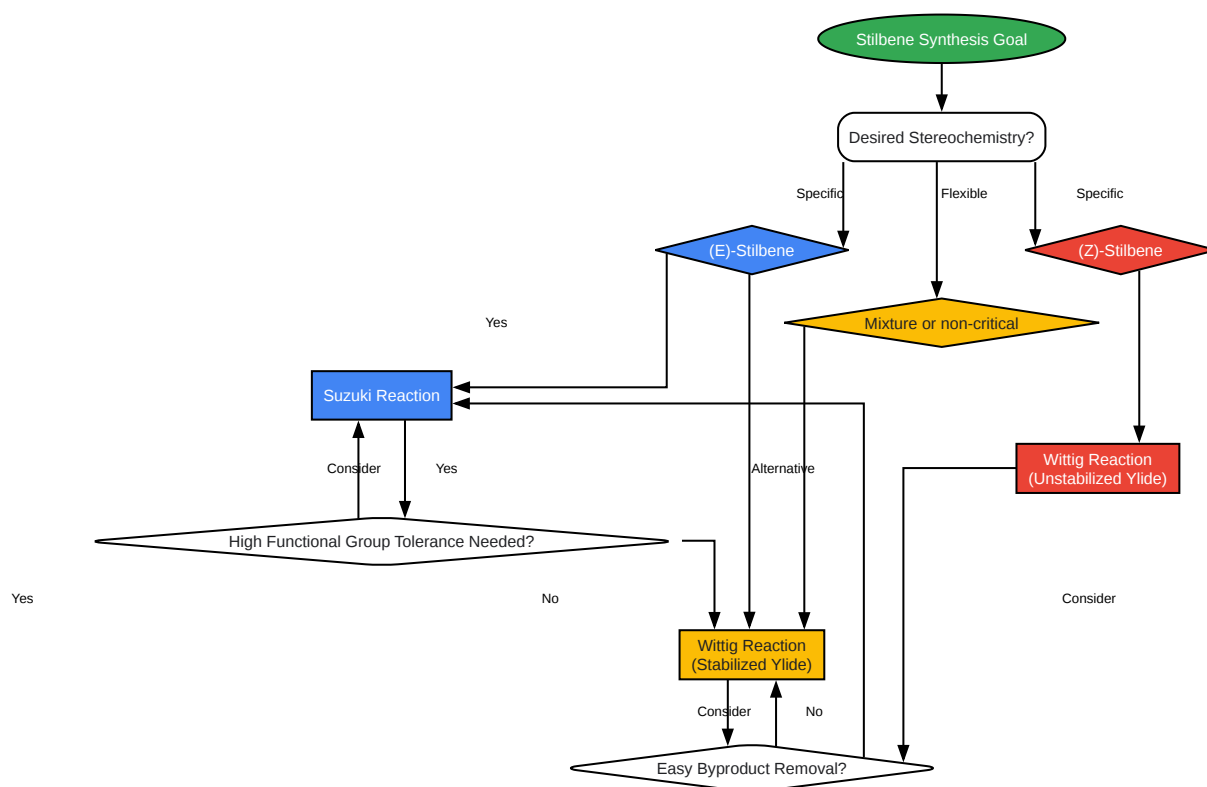 Stilbene Synthesis Goal
Desired Stereochemistry?
Specific
Flexible
Specific
(E)-Stilbene
(Z)-Stilbene
Yes
Mixture or non-critical
Suzuki Reaction
Consider
Yes
Alternative
Wittig Reaction
(Unstabilized Ylide)
High Functional Group Tolerance Needed?
Yes
No
Consider
Wittig Reaction
(Stabilized Ylide)
Consider
No
Easy Byproduct Removal?